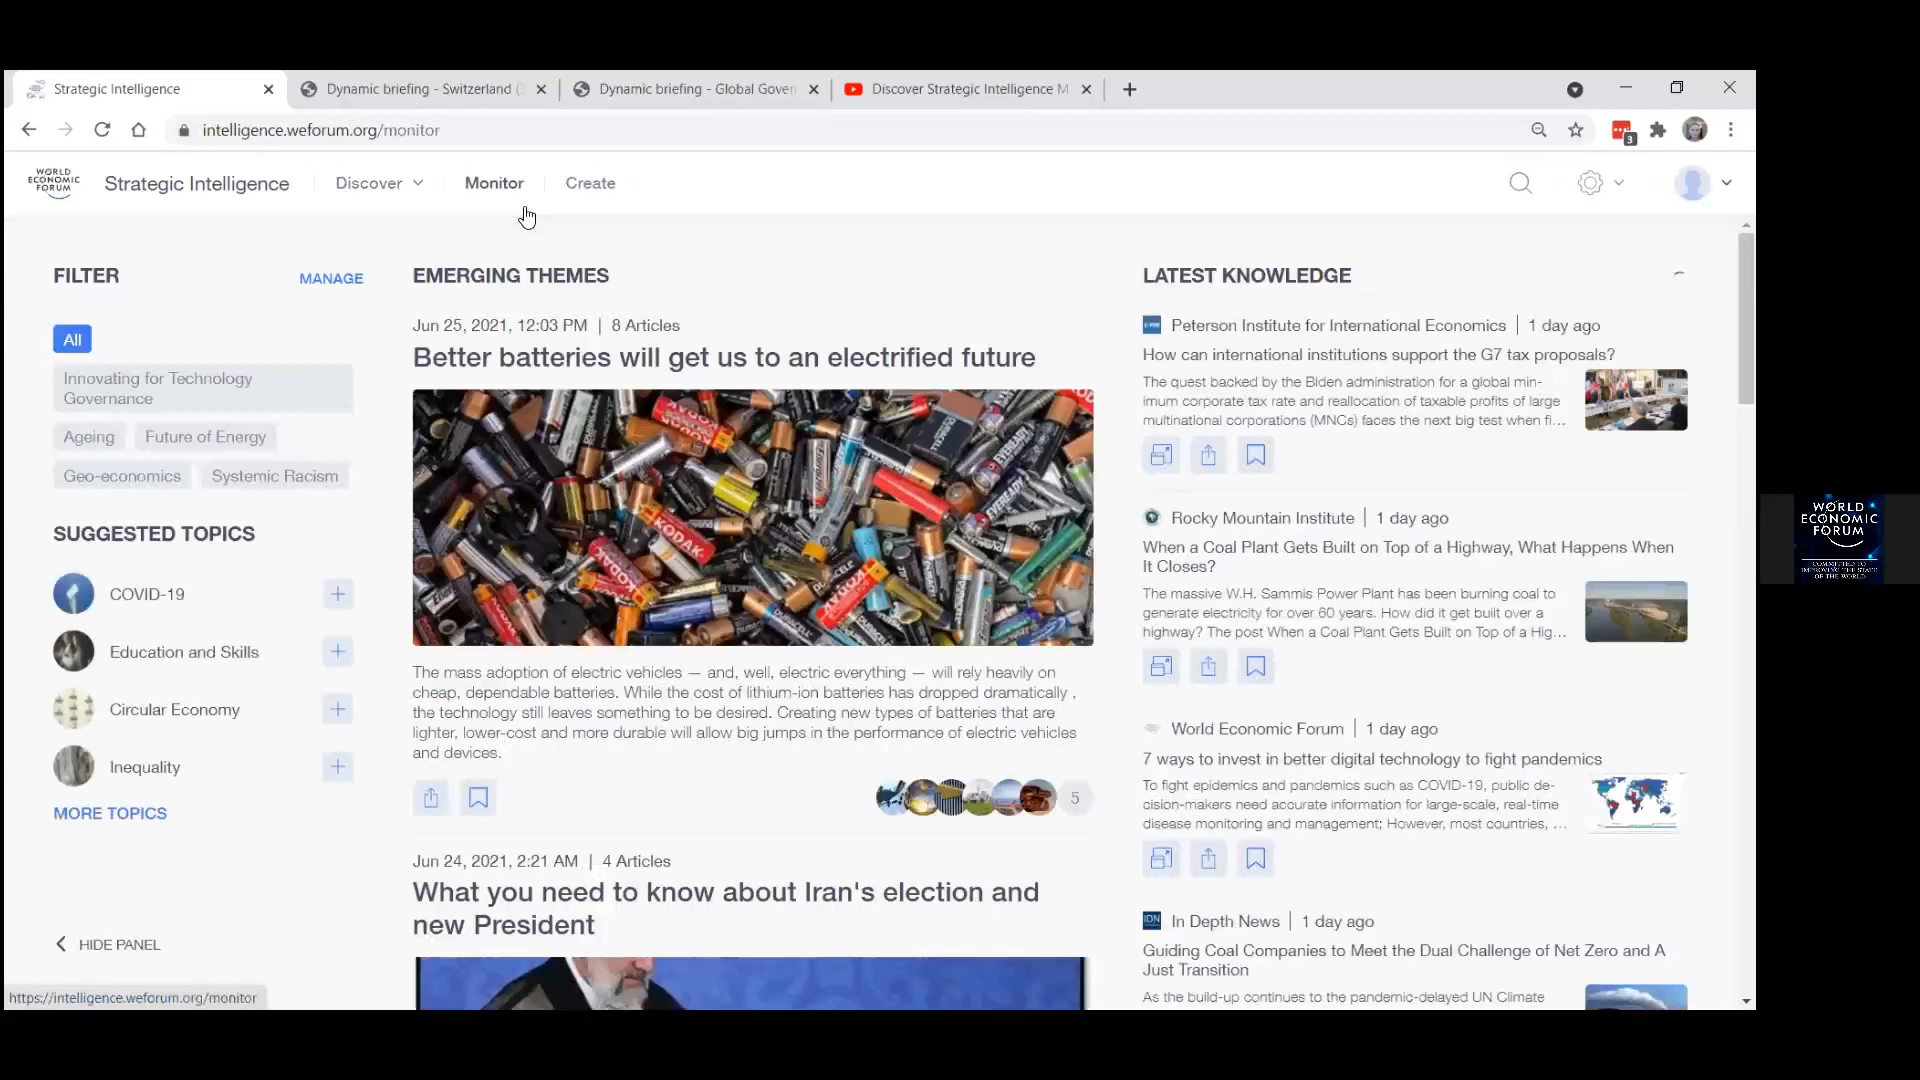 Strategic Intelligence
Dynamic briefing - Switzerland (
Dynamic briefing - Global Gover
Discover Strategic Intelligence M
intelligence.weforum.org/monitor
3
WORLD
ECONOMIC
FORUM
Strategic Intelligence
Discover
Monitor
Create
FILTER
MANAGE
All
Innovating for Technology
Governance
Ageing
Future of Energy
Geo-economics
Systemic Racism
SUGGESTED TOPICS
COVID-19
Education and Skills
Circular Economy
Inequality
MORE TOPICS
HIDE PANEL
https://intelligence.weforum.org/monitor
EMERGING THEMES
Jun 25, 2021, 12:03 PM | 8 Articles
Better batteries will get us to an electrified future
KODAK
EVEREADY
KODAK
KODAK
KODAK
DURACELL
The mass adoption of electric vehicles — and, well, electric everything — will rely heavily on
cheap, dependable batteries. While the cost of lithium-ion batteries has dropped dramatically ,
the technology still leaves something to be desired. Creating new types of batteries that are
lighter, lower-cost and more durable will allow big jumps in the performance of electric vehicles
and devices.
5
Jun 24, 2021, 2:21 AM | 4 Articles
What you need to know about Iran's election and
new President
LATEST KNOWLEDGE
Peterson Institute for International Economics | 1 day ago
How can international institutions support the G7 tax proposals?
The quest backed by the Biden administration for a global min-
imum corporate tax rate and reallocation of taxable profits of large
multinational corporations (MNCs) faces the next big test when fi...
Rocky Mountain Institute | 1 day ago
When a Coal Plant Gets Built on Top of a Highway, What Happens When
It Closes?
The massive W.H. Sammis Power Plant has been burning coal to
generate electricity for over 60 years. How did it get built over a
highway? The post When a Coal Plant Gets Built on Top of a Hig...
World Economic Forum | 1 day ago
7 ways to invest in better digital technology to fight pandemics
To fight epidemics and pandemics such as COVID-19, public de-
cision-makers need accurate information for large-scale, real-time
disease monitoring and management; However, most countries, ...
IDN
In Depth News | 1 day ago
Guiding Coal Companies to Meet the Dual Challenge of Net Zero and A
Just Transition
As the build-up continues to the pandemic-delayed UN Climate
WORLD
ECONOMIC
FORUM
COMMITTED TO
IMPROVING THE STATE
OF THE WORLD